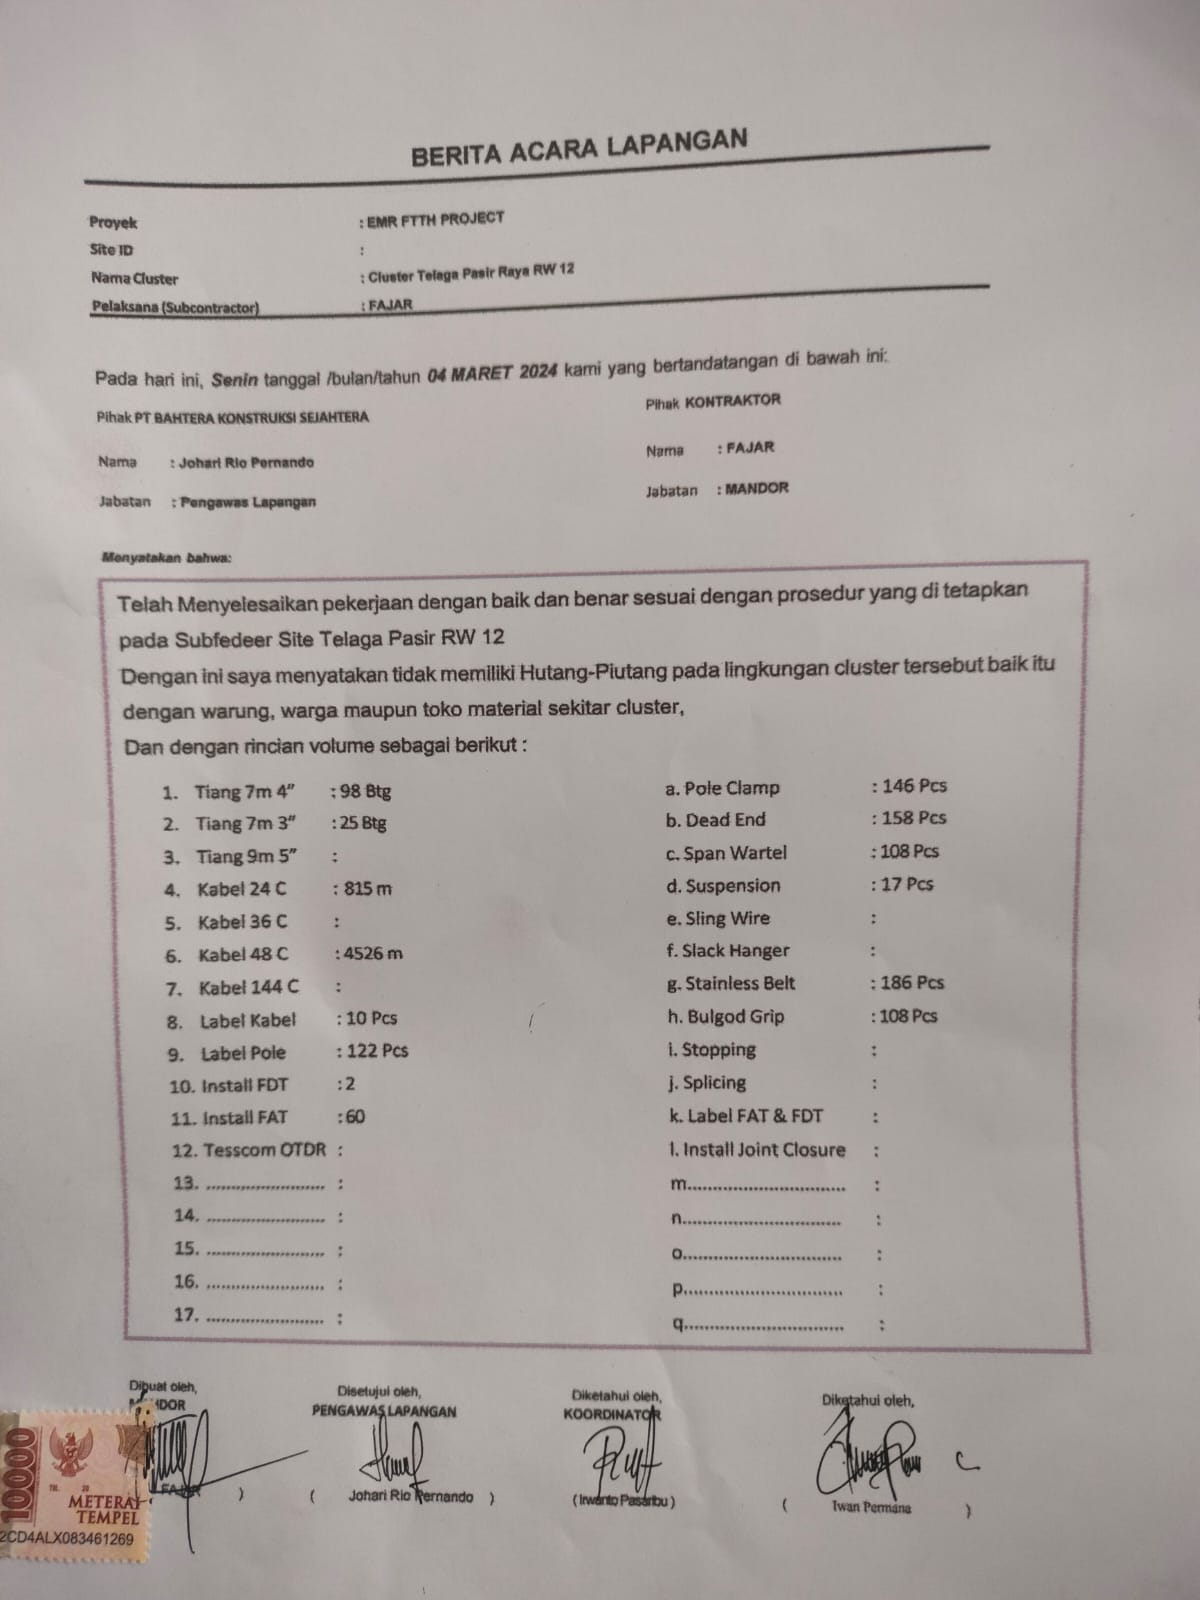 BERITA ACARA LAPANGAN
Proyek : EMR FTTH PROJECT
Site ID :
Nama Cluster : Cluster Telaga Pasir Raya RW 12
Pelaksana (Subcontractor) : FAJAR
Pada hari ini, Senin tanggal /bulan/tahun 04 MARET 2024 kami yang bertandatangan di bawah ini:
Pihak PT BAHTERA KONSTRUKSI SEJAHTERA Pihak KONTRAKTOR
Nama : Johari Rio Pernando Nama : FAJAR
Jabatan : Pengawas Lapangan Jabatan : MANDOR
Menyatakan bahwa:
Telah Menyelesaikan pekerjaan dengan baik dan benar sesuai dengan prosedur yang di tetapkan
pada Subfedeer Site Telaga Pasir RW 12
Dengan ini saya menyatakan tidak memiliki Hutang-Piutang pada lingkungan cluster tersebut baik itu
dengan warung, warga maupun toko material sekitar cluster,
Dan dengan rincian volume sebagai berikut :
1. Tiang 7m 4” : 98 Btg a. Pole Clamp : 146 Pcs
2. Tiang 7m 3” : 25 Btg b. Dead End : 158 Pcs
3. Tiang 9m 5” : c. Span Wartel : 108 Pcs
4. Kabel 24 C : 815 m d. Suspension : 17 Pcs
5. Kabel 36 C : e. Sling Wire :
6. Kabel 48 C : 4526 m f. Slack Hanger :
7. Kabel 144 C : g. Stainless Belt : 186 Pcs
8. Label Kabel : 10 Pcs h. Bulgod Grip : 108 Pcs
9. Label Pole : 122 Pcs i. Stopping :
10. Install FDT : 2 j. Splicing :
11. Install FAT : 60 k. Label FAT & FDT :
12. Tesscom OTDR : l. Install Joint Closure :
13. ........................ : m............................... :
14. ........................ : n............................... :
15. ........................ : o............................... :
16. ........................ : p............................... :
17. ........................ : q............................... :
Dibuat oleh, Disetujui oleh, Diketahui oleh, Diketahui oleh,
PENGAWAS LAPANGAN KOORDINATOR
FAJAR ) ( Johari Rio Pernando ) ( Irwanto Pasaribu ) ( Iwan Permana )
10000
METERAI
TEMPEL
2CD4ALX083461269